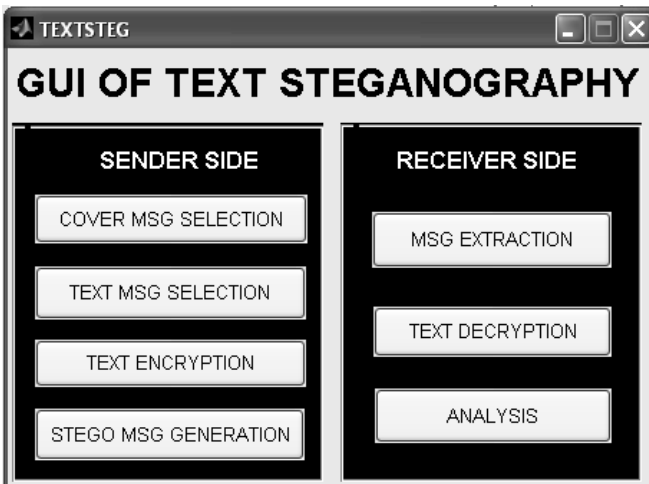 TEXTSTEG
GUI OF TEXT STEGANOGRAPHY
SENDER SIDE
COVER MSG SELECTION
TEXT MSG SELECTION
TEXT ENCRYPTION
STEGO MSG GENERATION
RECEIVER SIDE
MSG EXTRACTION
TEXT DECRYPTION
ANALYSIS